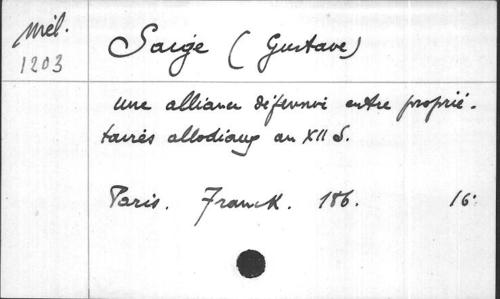 Mél.
1203
Saige (Gustave)
une alliance défensive entre proprié-
taires allodiaux au XII S.
Paris. Franck. 186. 16°